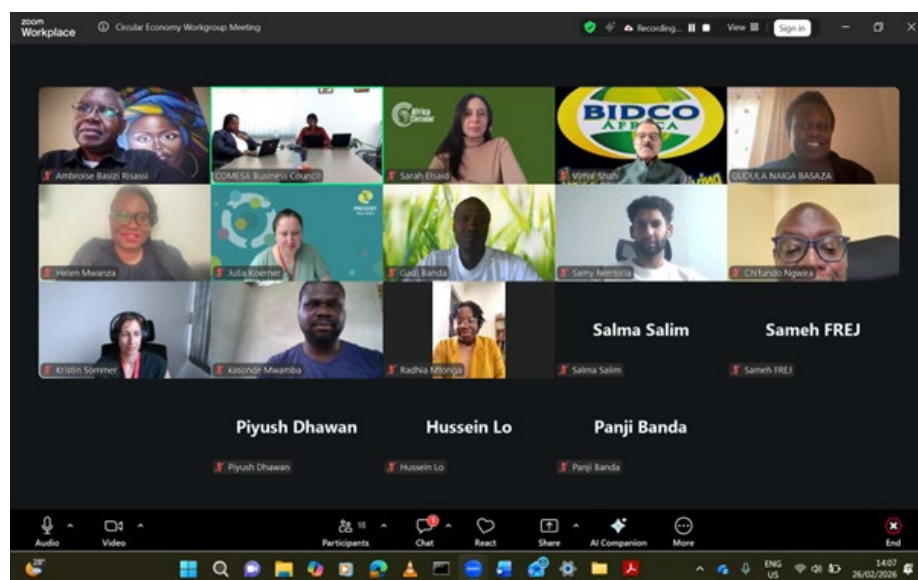 zoom
Workplace
Circular Economy Workgroup Meeting
Recording...
View
Sign in
Africa
Circular
BIDCO
AFRICA
Ambroise Basizi Risassi
COMESA Business Council
Sarah Elsaid
Vimal Shah
GUDULA NAIGA BASAZA
PREVENT
Helen Mwanza
Julia Koerner
Gadi Banda
Chifundo Ngwira
Kristin Sommer
kasonde Mwamba
Radhia Mtonga
Salma Salim
Salma Salim
Sameh FREJ
Sameh FREJ
Piyush Dhawan
Piyush Dhawan
Hussein Lo
Hussein Lo
Panji Banda
Panji Banda
Audio
Video
18
Participants
1
Chat
React
Share
AI Companion
More
End
28°
ENG
US
14:07
26/02/2026